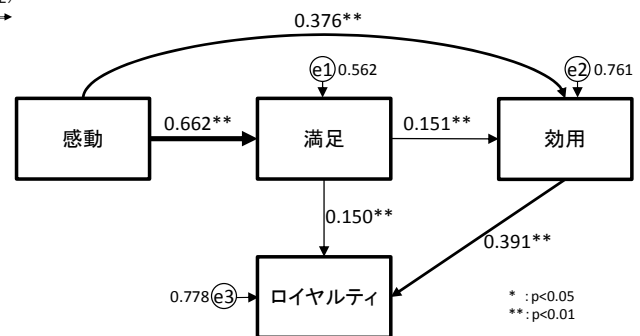 0.376**
e1 0.562
e2 0.761
感動
0.662**
満足
0.151**
効用
0.150**
0.391**
0.778 e3
ロイヤルティ
* :p<0.05
**:p<0.01